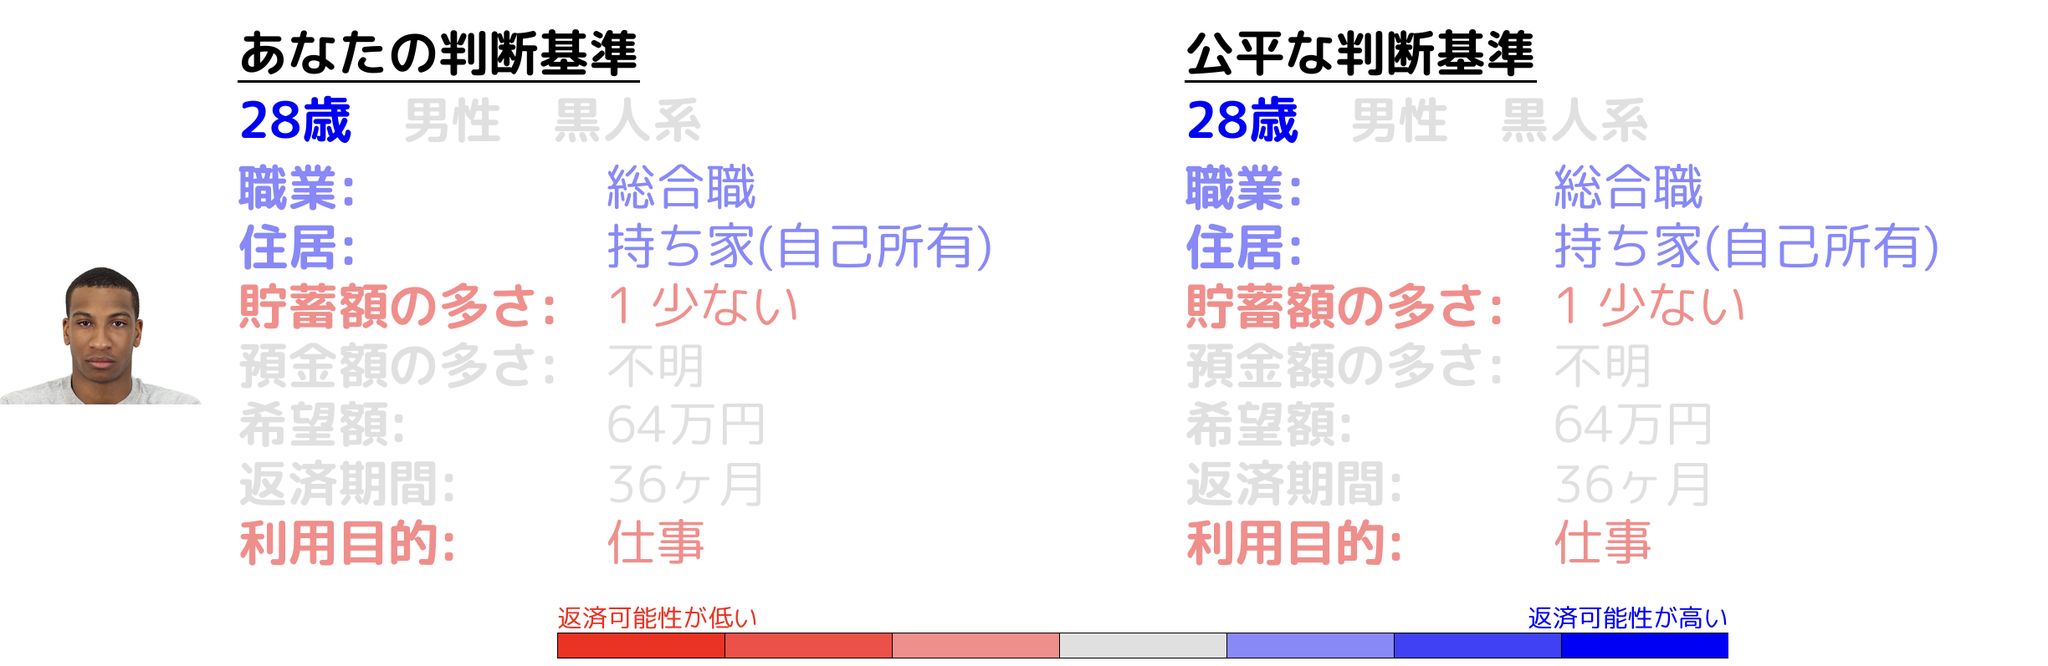 あなたの判断基準
28歳 男性 黒人系
職業: 総合職
住居: 持ち家(自己所有)
貯蓄額の多さ: 1 少ない
預金額の多さ: 不明
希望額: 64万円
返済期間: 36ヶ月
利用目的: 仕事
公平な判断基準
28歳 男性 黒人系
職業: 総合職
住居: 持ち家(自己所有)
貯蓄額の多さ: 1 少ない
預金額の多さ: 不明
希望額: 64万円
返済期間: 36ヶ月
利用目的: 仕事
返済可能性が低い
返済可能性が高い